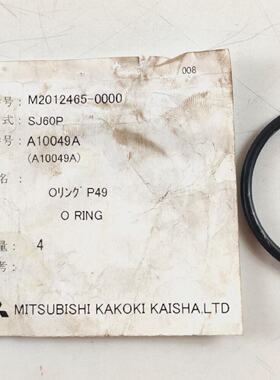 008
号: M2012465-0000
式: SJ60P
番号: A10049A
(A10049A)
名:
Oリング P49
O RING
量: 4
考:
MITSUBISHI KAKOKI KAISHA.LTD